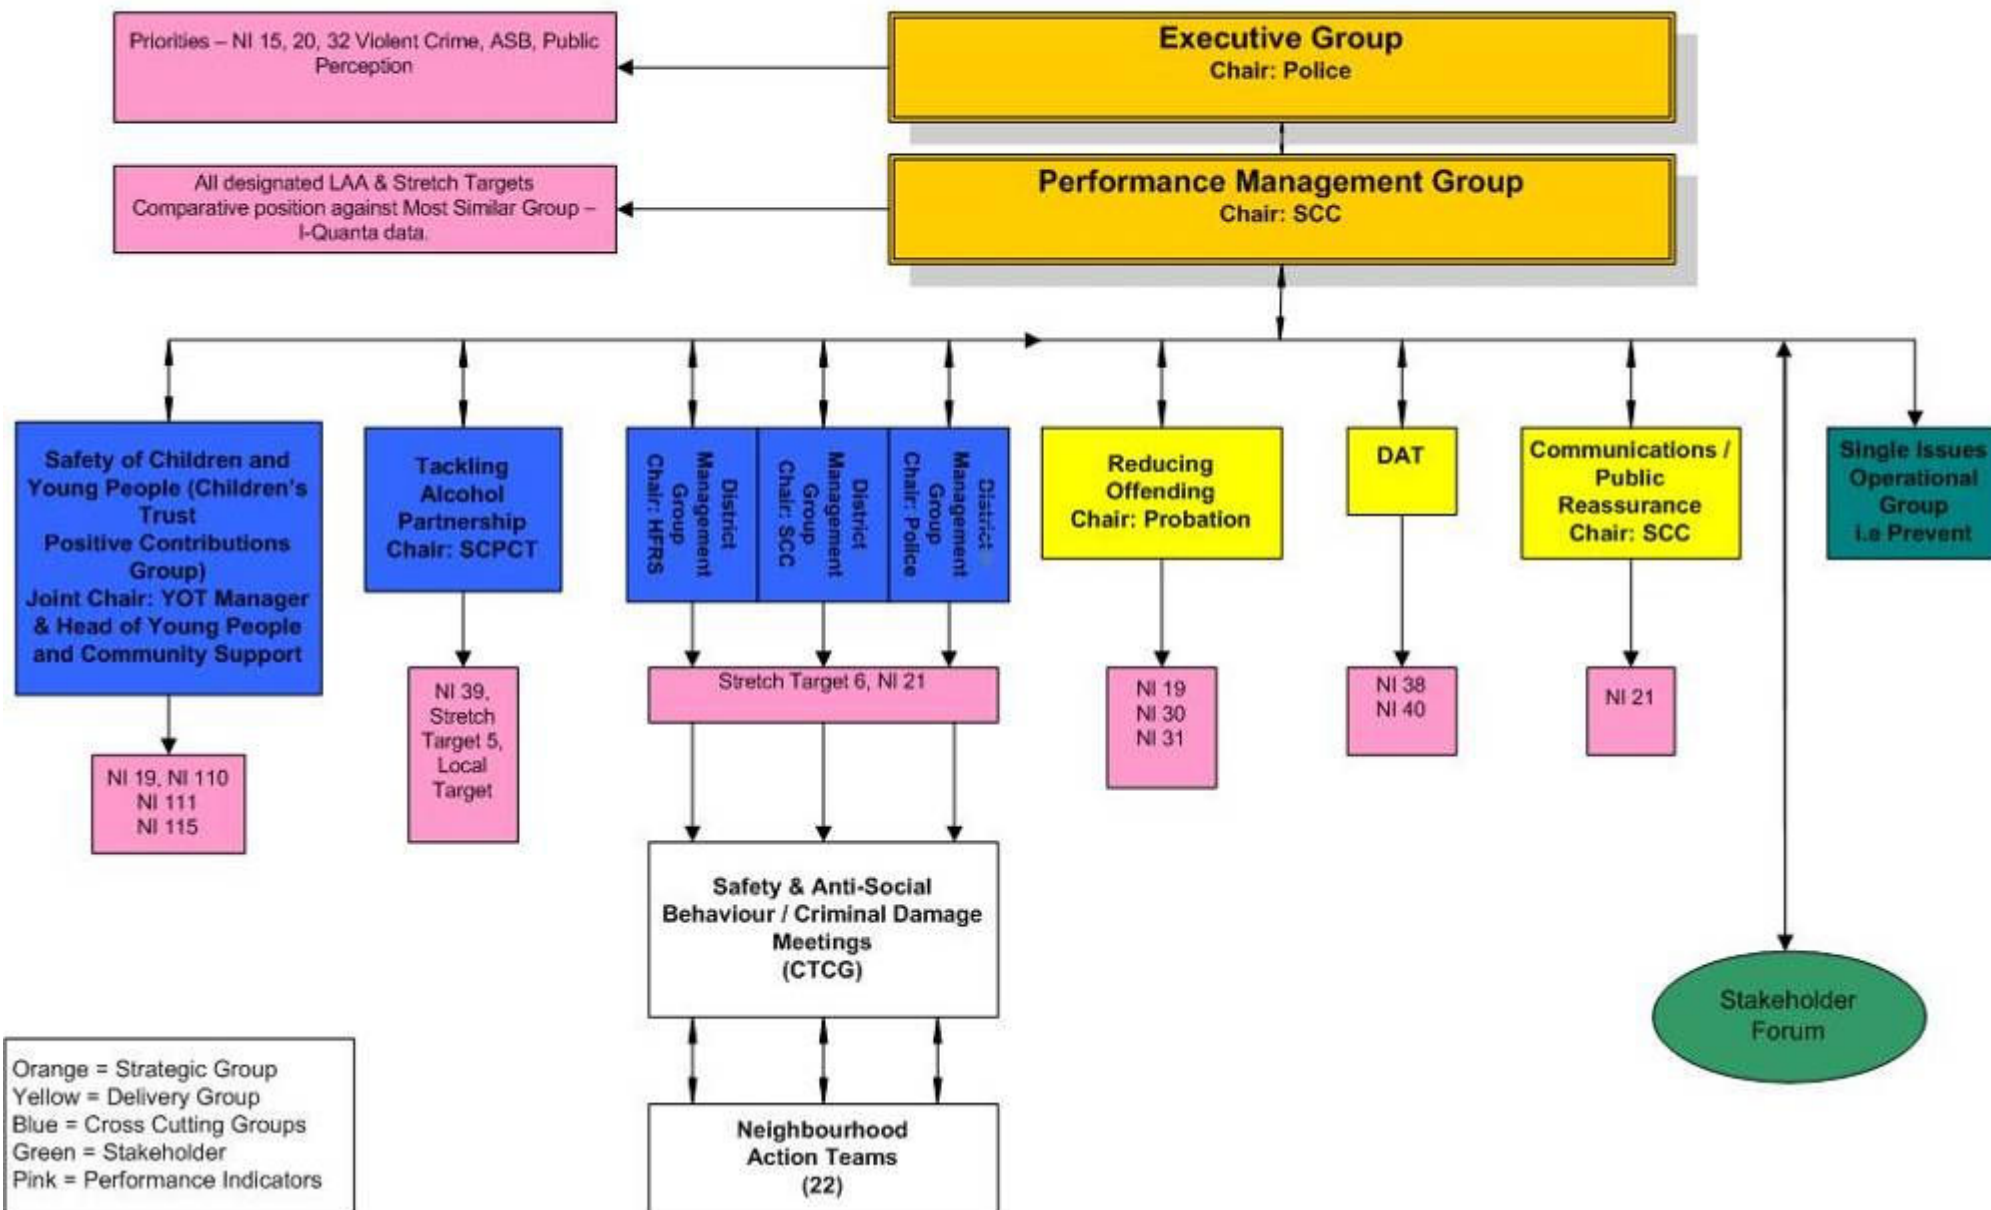 Priorities – NI 15, 20, 32 Violent Crime, ASB, Public
Perception
Executive Group
Chair: Police
All designated LAA & Stretch Targets
Comparative position against Most Similar Group –
I-Quanta data.
Performance Management Group
Chair: SCC
Safety of Children and
Young People (Children's
Trust
Positive Contributions
Group)
Joint Chair: YOT Manager
& Head of Young People
and Community Support
Tackling
Alcohol
Partnership
Chair: SCPCT
District
Management
Group
Chair: HFRS
District
Management
Group
Chair: SCC
District
Management
Group
Chair: Police
Reducing
Offending
Chair: Probation
DAT
Communications /
Public
Reassurance
Chair: SCC
Single Issues
Operational
Group
i.e Prevent
NI 19, NI 110
NI 111
NI 115
NI 39,
Stretch
Target 5,
Local
Target
Stretch Target 6, NI 21
NI 19
NI 30
NI 31
NI 38
NI 40
NI 21
Safety & Anti-Social
Behaviour / Criminal Damage
Meetings
(CTCG)
Stakeholder
Forum
Neighbourhood
Action Teams
(22)
Orange = Strategic Group
Yellow = Delivery Group
Blue = Cross Cutting Groups
Green = Stakeholder
Pink = Performance Indicators